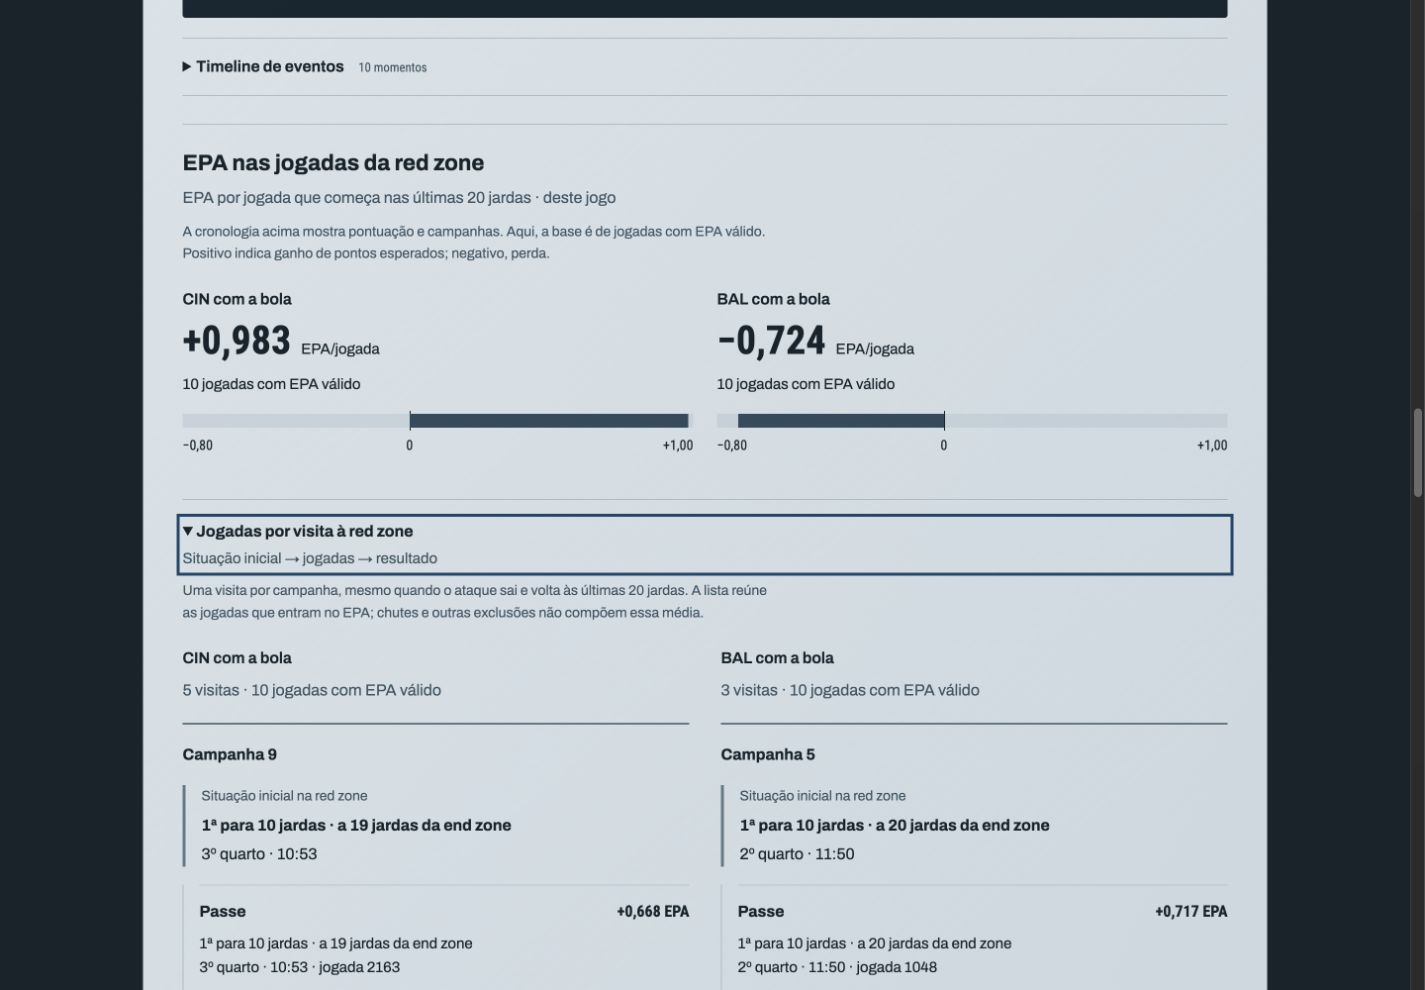 Timeline de eventos 10 momentos
EPA nas jogadas da red zone
EPA por jogada que começa nas últimas 20 jardas · deste jogo
A cronologia acima mostra pontuação e campanhas. Aqui, a base é de jogadas com EPA válido.
Positivo indica ganho de pontos esperados; negativo, perda.
CIN com a bola
+0,983 EPA/jogada
10 jogadas com EPA válido
−0,80 0 +1,00
BAL com a bola
−0,724 EPA/jogada
10 jogadas com EPA válido
−0,80 0 +1,00
Jogadas por visita à red zone
Situação inicial → jogadas → resultado
Uma visita por campanha, mesmo quando o ataque sai e volta às últimas 20 jardas. A lista reúne
as jogadas que entram no EPA; chutes e outras exclusões não compõem essa média.
CIN com a bola
5 visitas · 10 jogadas com EPA válido
Campanha 9
Situação inicial na red zone
1ª para 10 jardas · a 19 jardas da end zone
3º quarto · 10:53
Passe +0,668 EPA
1ª para 10 jardas · a 19 jardas da end zone
3º quarto · 10:53 · jogada 2163
BAL com a bola
3 visitas · 10 jogadas com EPA válido
Campanha 5
Situação inicial na red zone
1ª para 10 jardas · a 20 jardas da end zone
2º quarto · 11:50
Passe +0,717 EPA
1ª para 10 jardas · a 20 jardas da end zone
2º quarto · 11:50 · jogada 1048